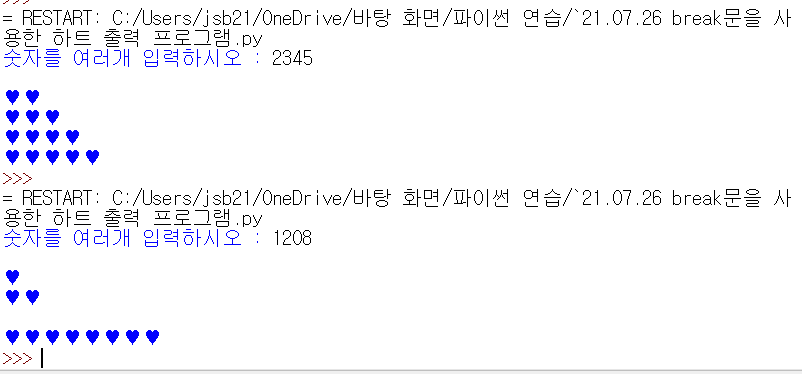 >>>
= RESTART: C:/Users/jsb21/OneDrive/바탕 화면/파이썬 연습/`21.07.26 break문을 사
용한 하트 출력 프로그램.py
숫자를 여러개 입력하시오 : 2345
♥♥
♥♥♥
♥♥♥♥
♥♥♥♥♥
>>>
= RESTART: C:/Users/jsb21/OneDrive/바탕 화면/파이썬 연습/`21.07.26 break문을 사
용한 하트 출력 프로그램.py
숫자를 여러개 입력하시오 : 1208
♥
♥♥
♥♥♥♥♥♥♥♥
>>>